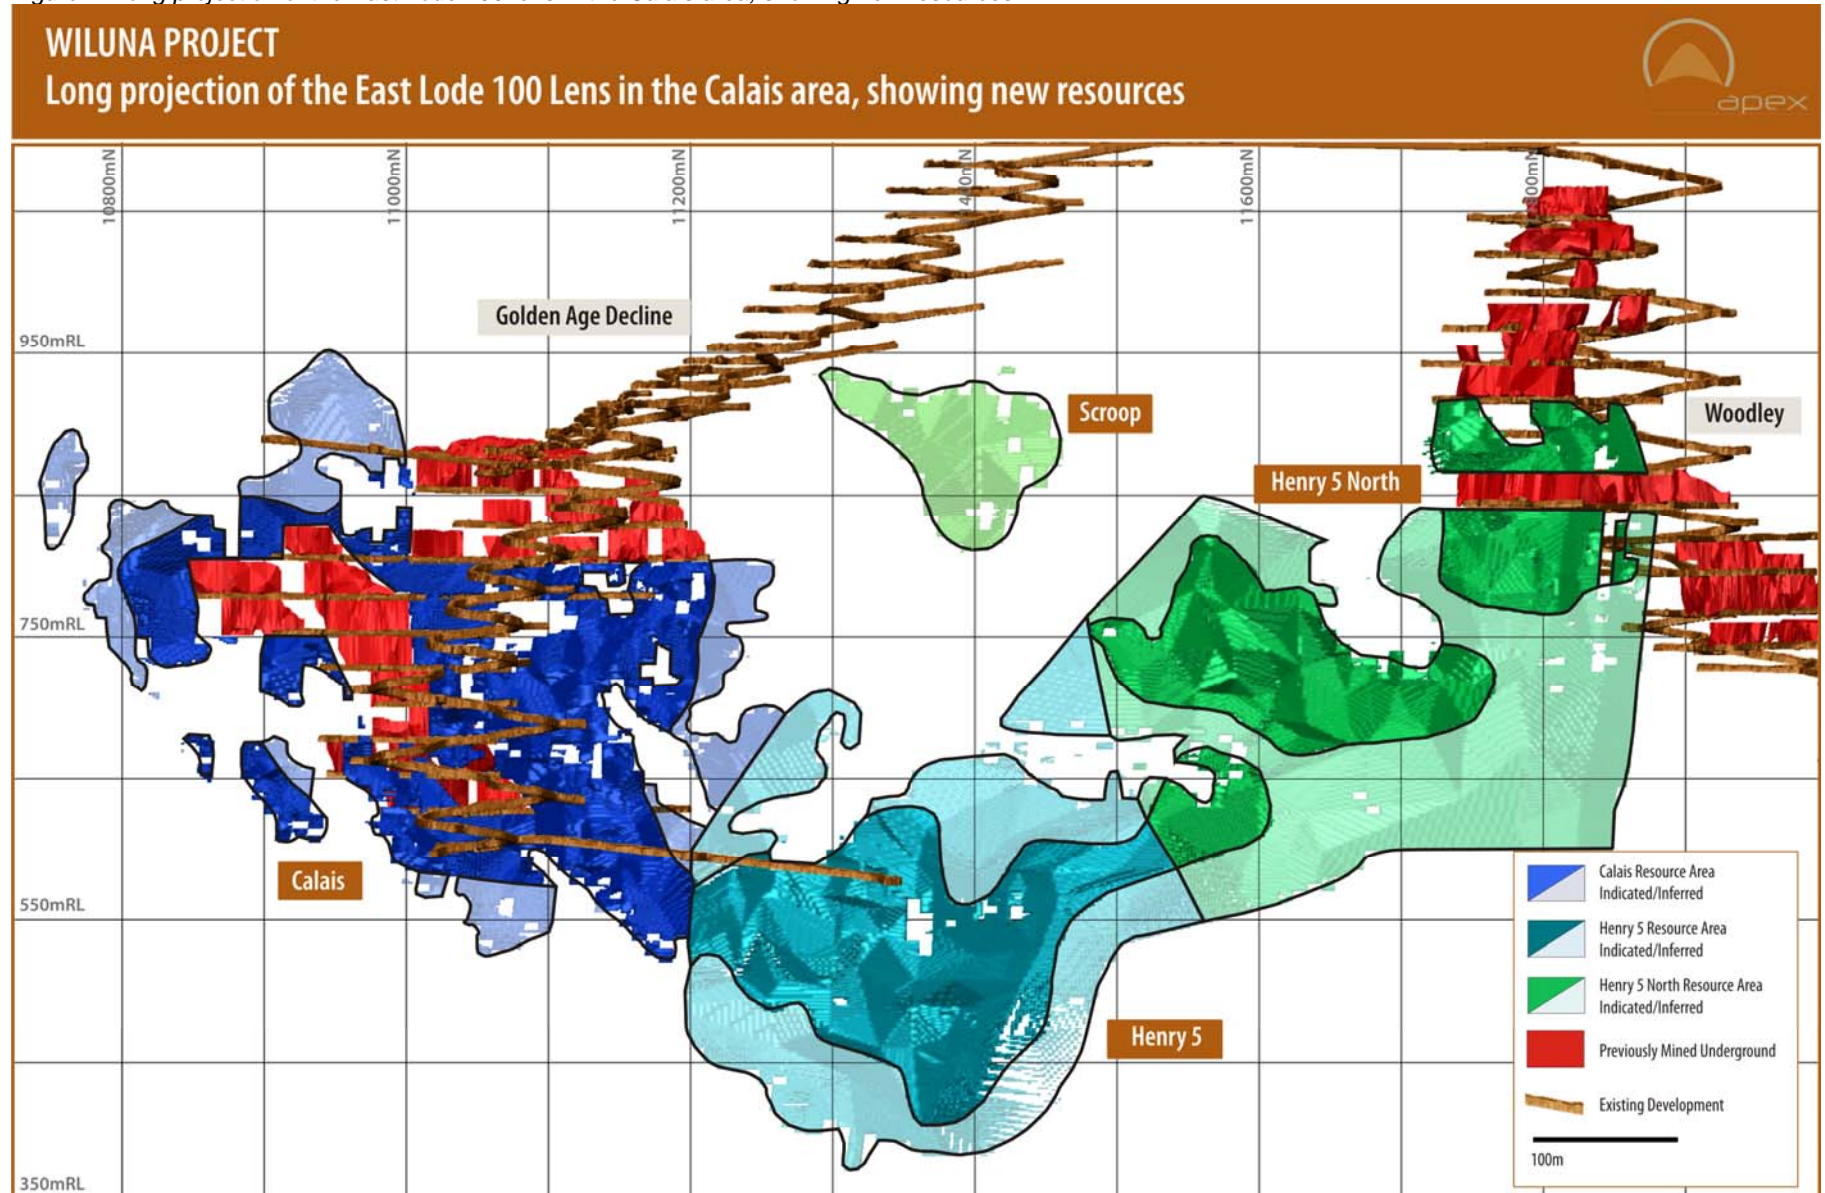 WILUNA PROJECT
Long projection of the East Lode 100 Lens in the Calais area, showing new resources
apex
10800mN
11000mN
11200mN
11600mN
Golden Age Decline
950mRL
Scroop
Woodley
Henry 5 North
750mRL
Calais
550mRL
Henry 5
350mRL
Calais Resource Area
Indicated/Inferred
Henry 5 Resource Area
Indicated/Inferred
Henry 5 North Resource Area
Indicated/Inferred
Previously Mined Underground
Existing Development
100m